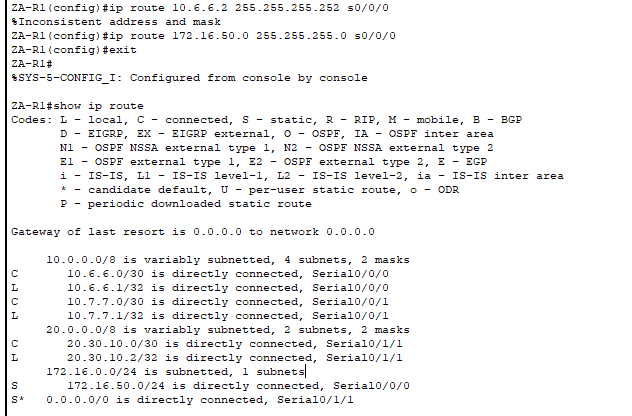 ZA-R1(config)#ip route 10.6.6.2 255.255.255.252 s0/0/0
%Inconsistent address and mask
ZA-R1(config)#ip route 172.16.50.0 255.255.255.0 s0/0/0
ZA-R1(config)#exit
ZA-R1#
%SYS-5-CONFIG_I: Configured from console by console
ZA-R1#show ip route
Codes: L - local, C - connected, S - static, R - RIP, M - mobile, B - BGP
D - EIGRP, EX - EIGRP external, O - OSPF, IA - OSPF inter area
N1 - OSPF NSSA external type 1, N2 - OSPF NSSA external type 2
E1 - OSPF external type 1, E2 - OSPF external type 2, E - EGP
i - IS-IS, L1 - IS-IS level-1, L2 - IS-IS level-2, ia - IS-IS inter area
* - candidate default, U - per-user static route, o - ODR
P - periodic downloaded static route
Gateway of last resort is 0.0.0.0 to network 0.0.0.0
10.0.0.0/8 is variably subnetted, 4 subnets, 2 masks
C 10.6.6.0/30 is directly connected, Serial0/0/0
L 10.6.6.1/32 is directly connected, Serial0/0/0
C 10.7.7.0/30 is directly connected, Serial0/0/1
L 10.7.7.1/32 is directly connected, Serial0/0/1
20.0.0.0/8 is variably subnetted, 2 subnets, 2 masks
C 20.30.10.0/30 is directly connected, Serial0/1/1
L 20.30.10.2/32 is directly connected, Serial0/1/1
172.16.0.0/24 is subnetted, 1 subnets
S 172.16.50.0/24 is directly connected, Serial0/0/0
S* 0.0.0.0/0 is directly connected, Serial0/1/1